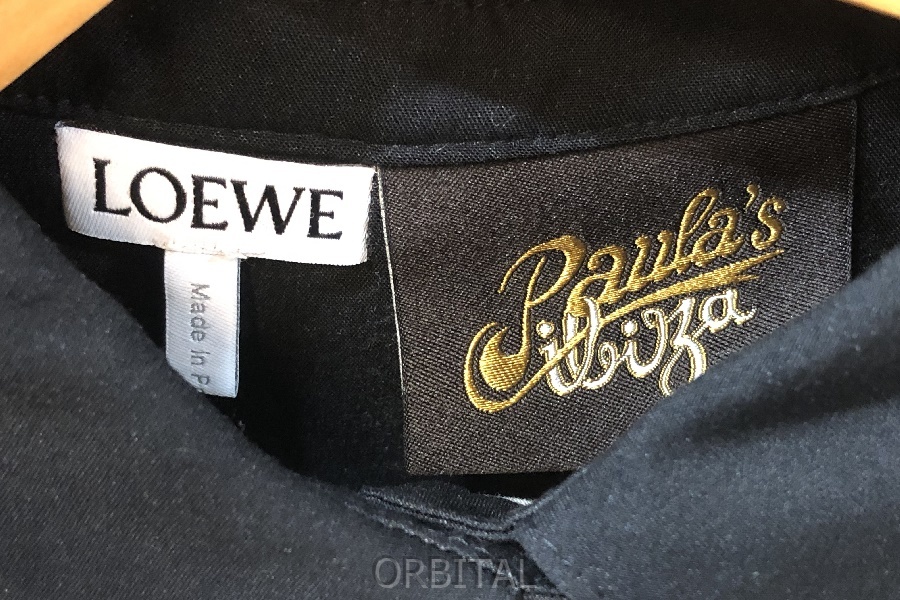 LOEWE
Made in
Paula's
ibiza
ORBITAL